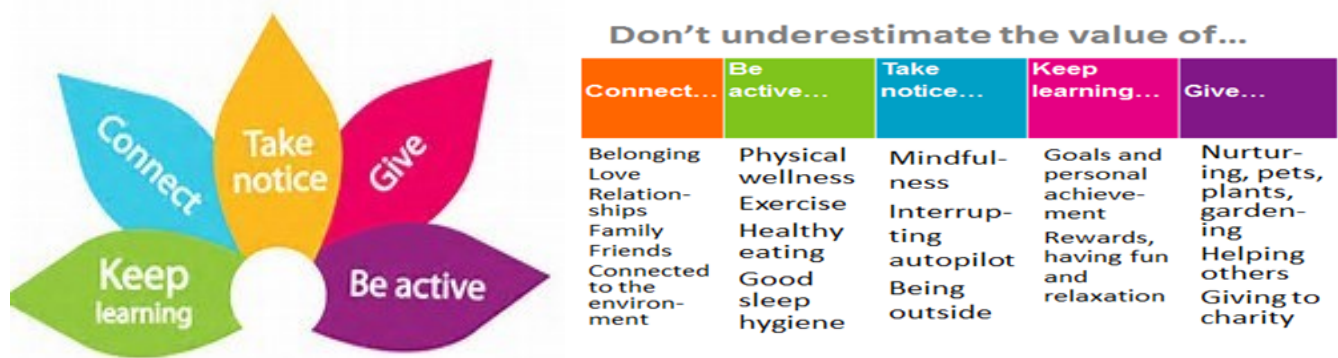 Connect
Take
notice
Give
Keep
learning
Be active
Don't underestimate the value of...
Connect...
Be
active...
Take
notice...
Keep
learning...
Give...
Belonging
Love
Relation-
ships
Family
Friends
Connected
to the
environ-
ment
Physical
wellness
Exercise
Healthy
eating
Good
sleep
hygiene
Mindful-
ness
Interrup-
ting
autopilot
Being
outside
Goals and
personal
achieve-
ment
Rewards,
having fun
and
relaxation
Nurtur-
ing, pets,
plants,
garden-
ing
Helping
others
Giving to
charity